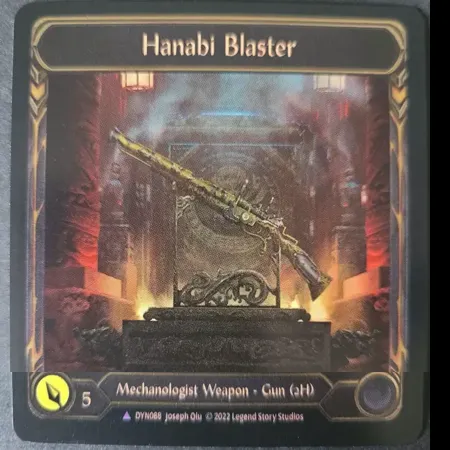 Hanabi Blaster
5
Mechanologist Weapon - Gun (2H)
DYN088 Joseph Qiu © 2022 Legend Story Studios